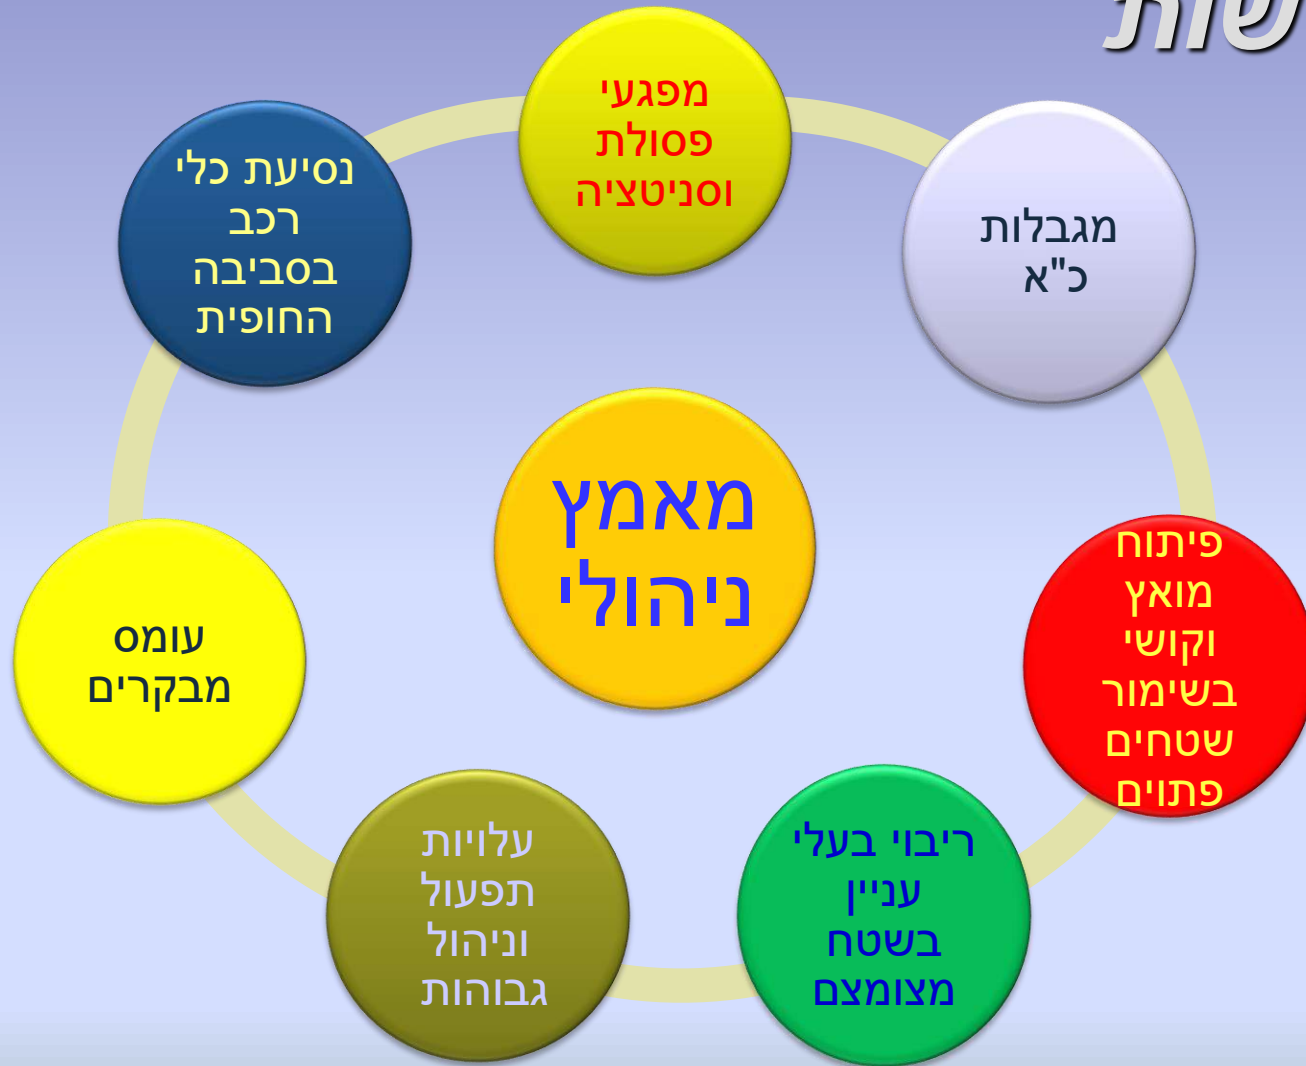 מפגעי
פסולת
וסניטציה
מגבלות
כ"א
פיתוח
מואץ
וקושי
בשימור
שטחים
פתוים
ריבוי בעלי
עניין
בשטח
מצומצם
עלויות
תפעול
וניהול
גבוהות
עומס
מבקרים
נסיעת כלי
רכב
בסביבה
החופית
מאמץ
ניהולי